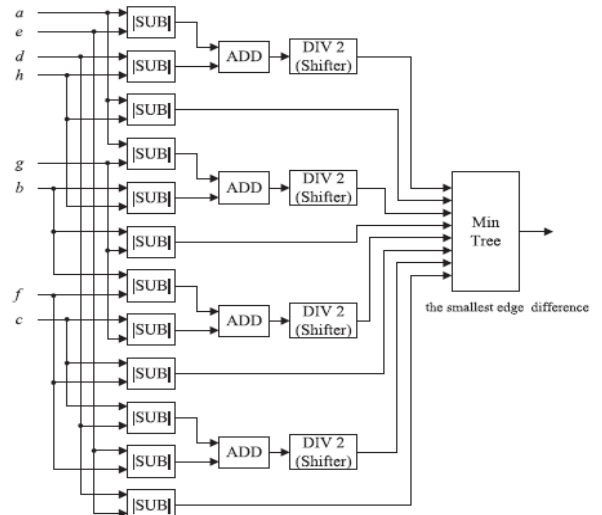 a
|SUB|
e
ADD
DIV 2
(Shifter)
d
|SUB|
h
|SUB|
|SUB|
g
ADD
DIV 2
(Shifter)
b
|SUB|
Min
Tree
|SUB|
the smallest edge difference
|SUB|
f
ADD
DIV 2
(Shifter)
c
|SUB|
|SUB|
|SUB|
ADD
DIV 2
(Shifter)
|SUB|
|SUB|